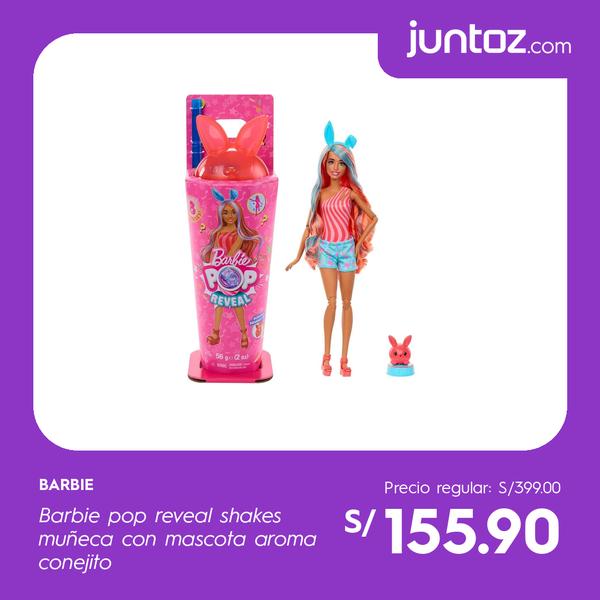 juntoz.com
Barbie
POP
REVEAL
56 g (2 oz)
BARBIE
Barbie pop reveal shakes
muñeca con mascota aroma
conejito
Precio regular: S/399.00
S/ 155.90